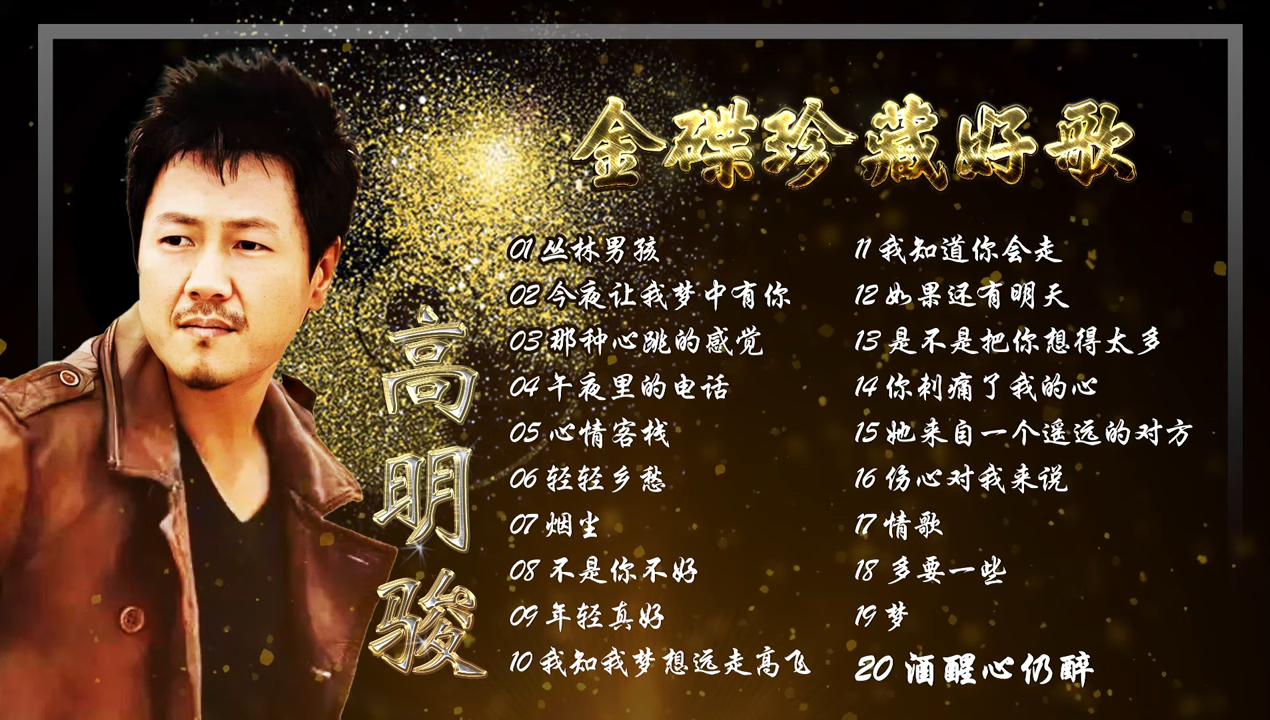 金碟珍藏好歌
高明骏
01 丛林男孩
02 今夜让我梦中有你
03 那种心跳的感觉
04 午夜里的电话
05 心情客栈
06 轻轻乡愁
07 烟尘
08 不是你不好
09 年轻真好
10 我知我梦想远走高飞
11 我知道你会走
12 如果还有明天
13 是不是把你想得太多
14 你刺痛了我的心
15 她来自一个遥远的对方
16 伤心对我来说
17 情歌
18 多要一些
19 梦
20 酒醒心仍醉